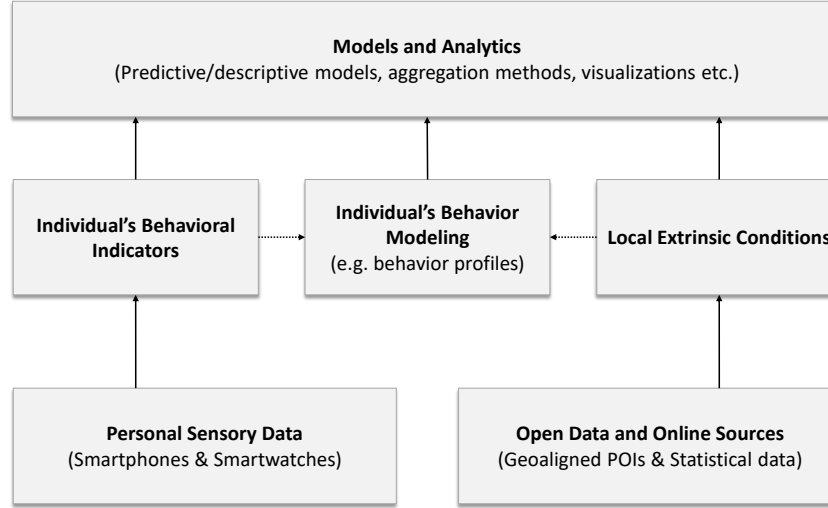 Models and Analytics
(Predictive/descriptive models, aggregation methods, visualizations etc.)
Individual’s Behavioral
Indicators
Individual’s Behavior
Modeling
(e.g. behavior profiles)
Local Extrinsic Conditions
Personal Sensory Data
(Smartphones & Smartwatches)
Open Data and Online Sources
(Geoaligned POIs & Statistical data)